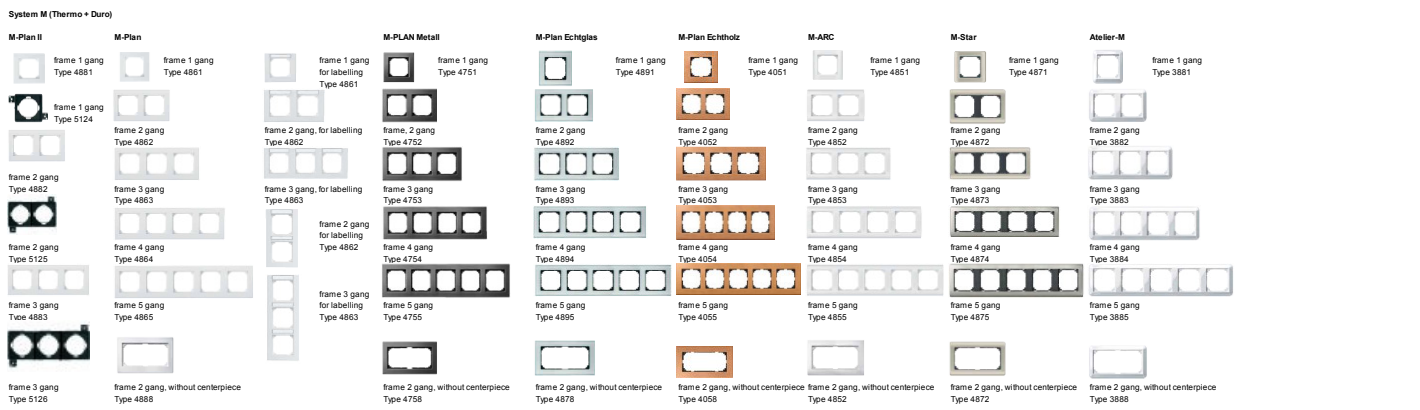 System M (Thermo + Duro)
M-Plan II
frame 1 gang
Type 4881
frame 1 gang
Type 5124
frame 2 gang
Type 4882
frame 2 gang
Type 5125
frame 3 gang
Type 4883
frame 3 gang
Type 5126
M-Plan
frame 1 gang
Type 4861
frame 2 gang
Type 4862
frame 3 gang
Type 4863
frame 4 gang
Type 4864
frame 5 gang
Type 4865
frame 2 gang, without centerpiece
Type 4888
frame 1 gang
for labelling
Type 4861
frame 2 gang, for labelling
Type 4862
frame 3 gang, for labelling
Type 4863
frame 2 gang
for labelling
Type 4862
frame 3 gang
for labelling
Type 4863
M-PLAN Metall
frame 1 gang
Type 4751
frame, 2 gang
Type 4752
frame 3 gang
Type 4753
frame 4 gang
Type 4754
frame 5 gang
Type 4755
frame 2 gang, without centerpiece
Type 4758
M-Plan Echtglas
frame 1 gang
Type 4891
frame 2 gang
Type 4892
frame 3 gang
Type 4893
frame 4 gang
Type 4894
frame 5 gang
Type 4895
frame 2 gang, without centerpiece
Type 4878
M-Plan Echtholz
frame 1 gang
Type 4051
frame 2 gang
Type 4052
frame 3 gang
Type 4053
frame 4 gang
Type 4054
frame 5 gang
Type 4055
frame 2 gang, without centerpiece
Type 4058
M-ARC
frame 1 gang
Type 4851
frame 2 gang
Type 4852
frame 3 gang
Type 4853
frame 4 gang
Type 4854
frame 5 gang
Type 4855
frame 2 gang, without centerpiece
Type 4852
M-Star
frame 1 gang
Type 4871
frame 2 gang
Type 4872
frame 3 gang
Type 4873
frame 4 gang
Type 4874
frame 5 gang
Type 4875
frame 2 gang, without centerpiece
Type 4872
Atelier-M
frame 1 gang
Type 3881
frame 2 gang
Type 3882
frame 3 gang
Type 3883
frame 4 gang
Type 3884
frame 5 gang
Type 3885
frame 2 gang, without centerpiece
Type 3888